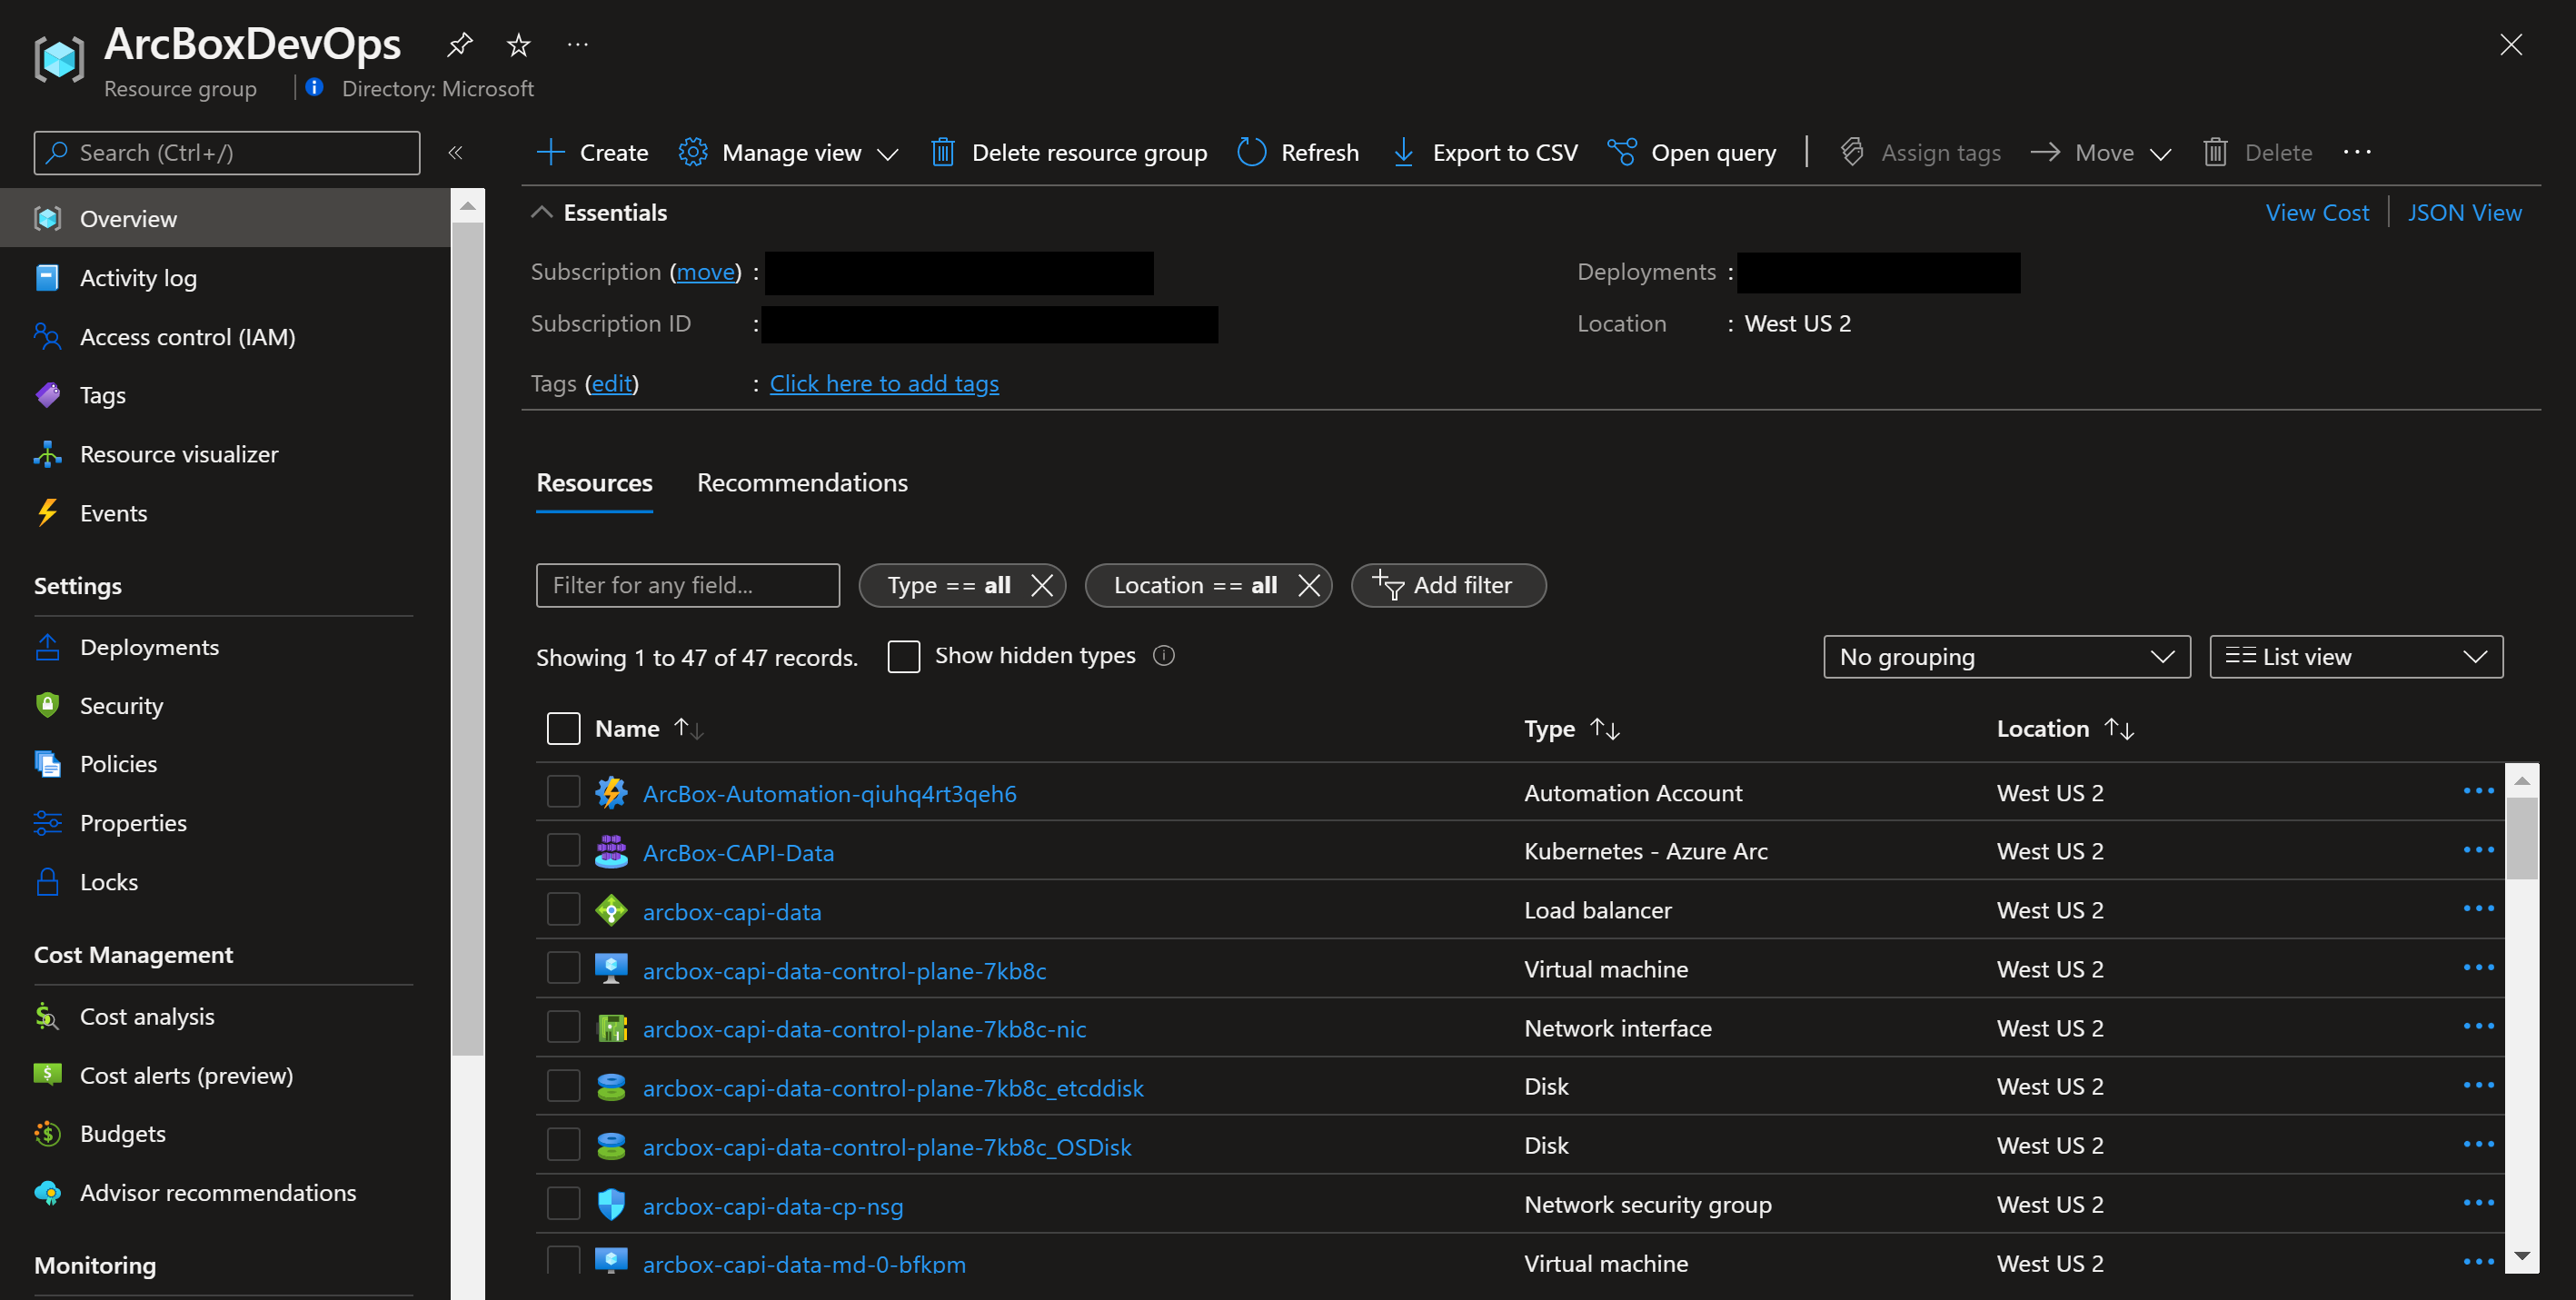 ArcBoxDevOps
Resource group | Directory: Microsoft
Search (Ctrl+/)
Overview
Activity log
Access control (IAM)
Tags
Resource visualizer
Events
Settings
Deployments
Security
Policies
Properties
Locks
Cost Management
Cost analysis
Cost alerts (preview)
Budgets
Advisor recommendations
Monitoring
Create Manage view Delete resource group Refresh Export to CSV Open query | Assign tags Move Delete
Essentials View Cost | JSON View
Subscription (move) : Deployments :
Subscription ID : Location : West US 2
Tags (edit) : Click here to add tags
Resources Recommendations
Filter for any field... Type == all Location == all Add filter
Showing 1 to 47 of 47 records. Show hidden types No grouping List view
Name Type Location
ArcBox-Automation-qiuhq4rt3qeh6 Automation Account West US 2
ArcBox-CAPI-Data Kubernetes - Azure Arc West US 2
arcbox-capi-data Load balancer West US 2
arcbox-capi-data-control-plane-7kb8c Virtual machine West US 2
arcbox-capi-data-control-plane-7kb8c-nic Network interface West US 2
arcbox-capi-data-control-plane-7kb8c_etcddisk Disk West US 2
arcbox-capi-data-control-plane-7kb8c_OSDisk Disk West US 2
arcbox-capi-data-cp-nsg Network security group West US 2
arcbox-capi-data-md-0-bfkpm Virtual machine West US 2